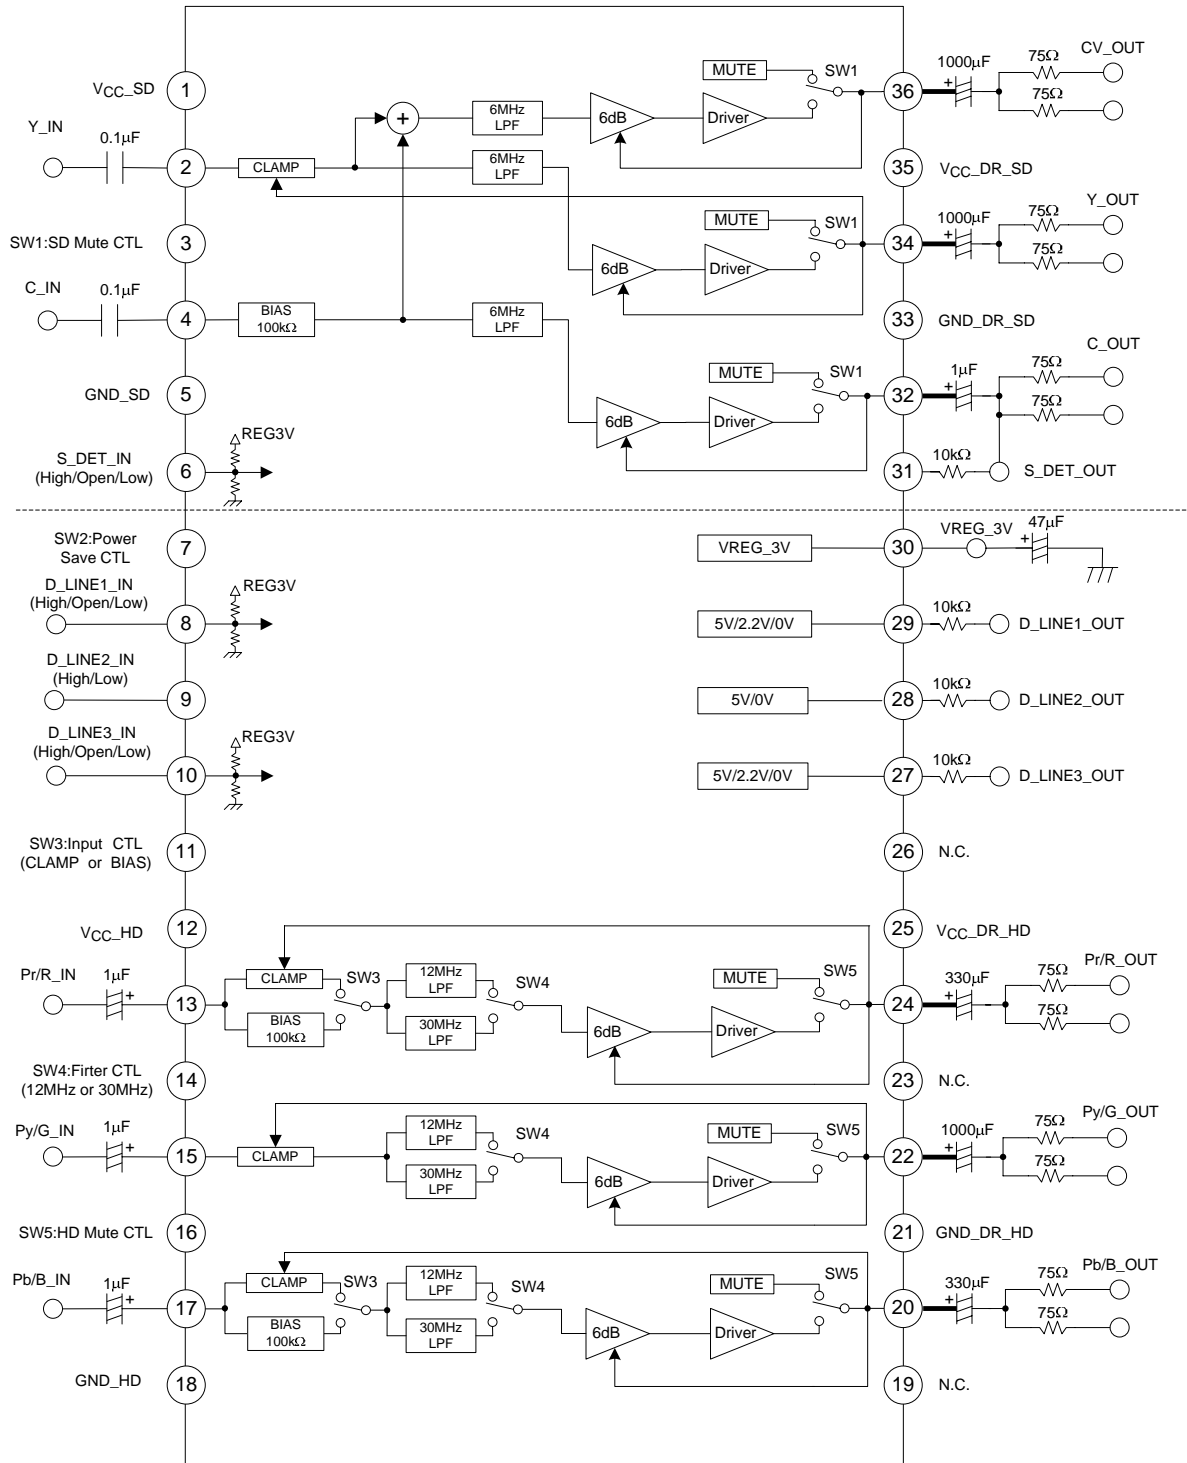 1000µF
75Ω
CV_OUT
MUTE
SW1
VCC_SD
1
36
75Ω
Y_IN
0.1µF
+
6MHz
LPF
6dB
Driver
2
CLAMP
6MHz
LPF
35
VCC_DR_SD
1000µF
75Ω
Y_OUT
MUTE
SW1
SW1:SD Mute CTL
3
34
75Ω
6dB
Driver
C_IN
0.1µF
4
BIAS
100kΩ
6MHz
LPF
33
GND_DR_SD
1µF
75Ω
C_OUT
MUTE
SW1
GND_SD
5
32
75Ω
6dB
Driver
S_DET_IN
(High/Open/Low)
6
REG3V
31
10kΩ
S_DET_OUT
SW2:Power
Save CTL
7
VREG_3V
30
VREG_3V
47µF
D_LINE1_IN
(High/Open/Low)
8
REG3V
5V/2.2V/0V
29
10kΩ
D_LINE1_OUT
D_LINE2_IN
(High/Low)
9
5V/0V
28
10kΩ
D_LINE2_OUT
D_LINE3_IN
(High/Open/Low)
10
REG3V
5V/2.2V/0V
27
10kΩ
D_LINE3_OUT
SW3:Input CTL
(CLAMP or BIAS)
11
26
N.C.
VCC_HD
12
25
VCC_DR_HD
Pr/R_IN
1µF
13
CLAMP
BIAS
100kΩ
SW3
12MHz
LPF
30MHz
LPF
SW4
6dB
Driver
MUTE
SW5
24
330µF
75Ω
75Ω
Pr/R_OUT
SW4:Firter CTL
(12MHz or 30MHz)
14
23
N.C.
Py/G_IN
1µF
15
CLAMP
12MHz
LPF
30MHz
LPF
SW4
6dB
Driver
MUTE
SW5
22
1000µF
75Ω
75Ω
Py/G_OUT
SW5:HD Mute CTL
16
21
GND_DR_HD
Pb/B_IN
1µF
17
CLAMP
BIAS
100kΩ
SW3
12MHz
LPF
30MHz
LPF
SW4
6dB
Driver
MUTE
SW5
20
330µF
75Ω
75Ω
Pb/B_OUT
GND_HD
18
19
N.C.